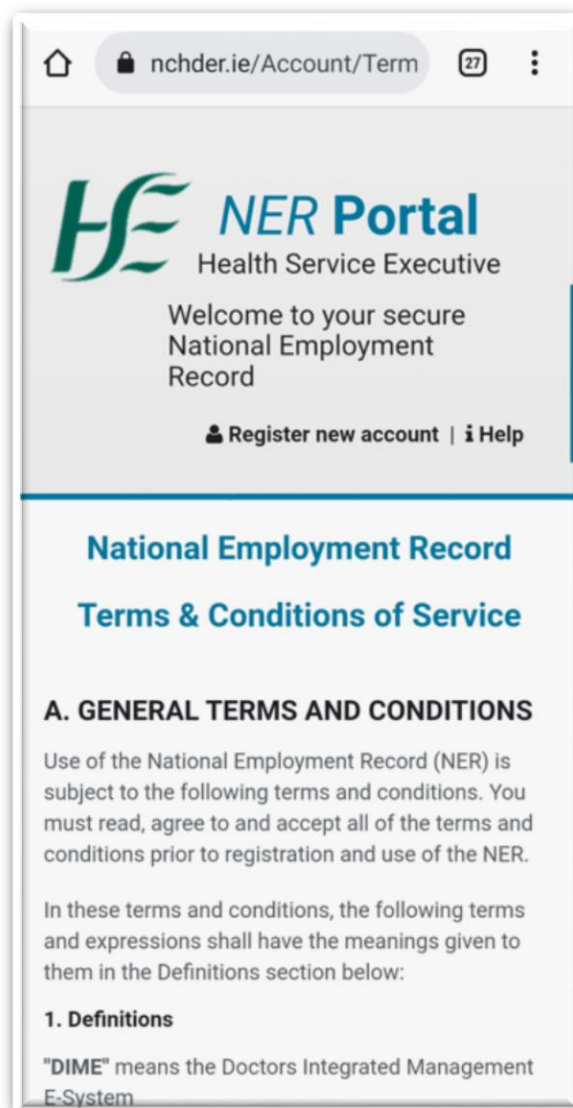 nchder.ie/Account/Term
27
HSE
NER Portal
Health Service Executive
Welcome to your secure
National Employment
Record
Register new account | i Help
National Employment Record
Terms & Conditions of Service
A. GENERAL TERMS AND CONDITIONS
Use of the National Employment Record (NER) is
subject to the following terms and conditions. You
must read, agree to and accept all of the terms and
conditions prior to registration and use of the NER.
In these terms and conditions, the following terms
and expressions shall have the meanings given to
them in the Definitions section below:
1. Definitions
"DIME" means the Doctors Integrated Management
E-System